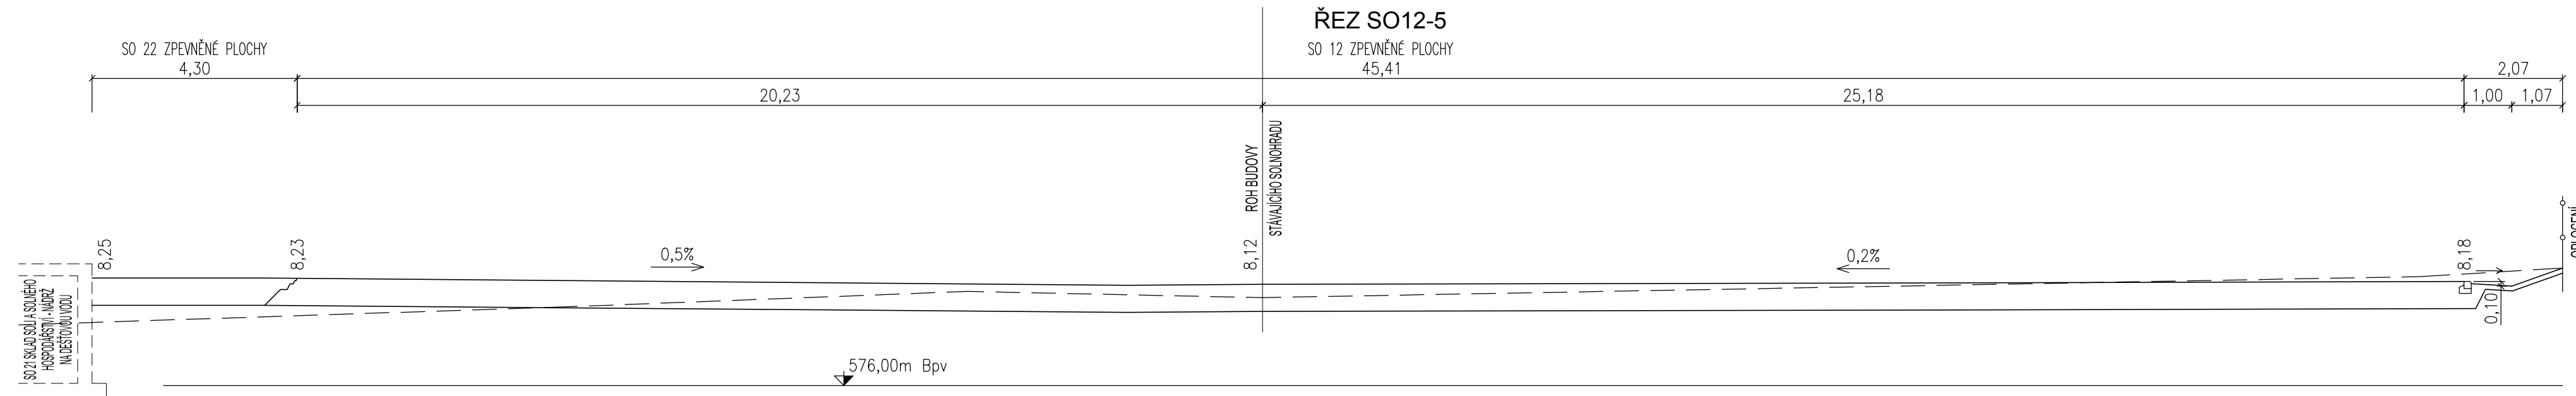 ŘEZ SO12-5
SO 22 ZPEVNĚNÉ PLOCHY
SO 12 ZPEVNĚNÉ PLOCHY
4,30
45,41
2,07
20,23
25,18
1,00
1,07
ROH BUDOVY
STÁVAJÍCÍHO SOLNOHRADU
8,25
8,23
0,5%
8,12
0,2%
8,18
OPLOCENÍ
0,10
SO 21 SKLAD SOLI A SOLNÉHO
HOSPODÁŘSTVÍ - NÁDRŽ
NA DEŠŤOVOU VODU
576,00m Bpv